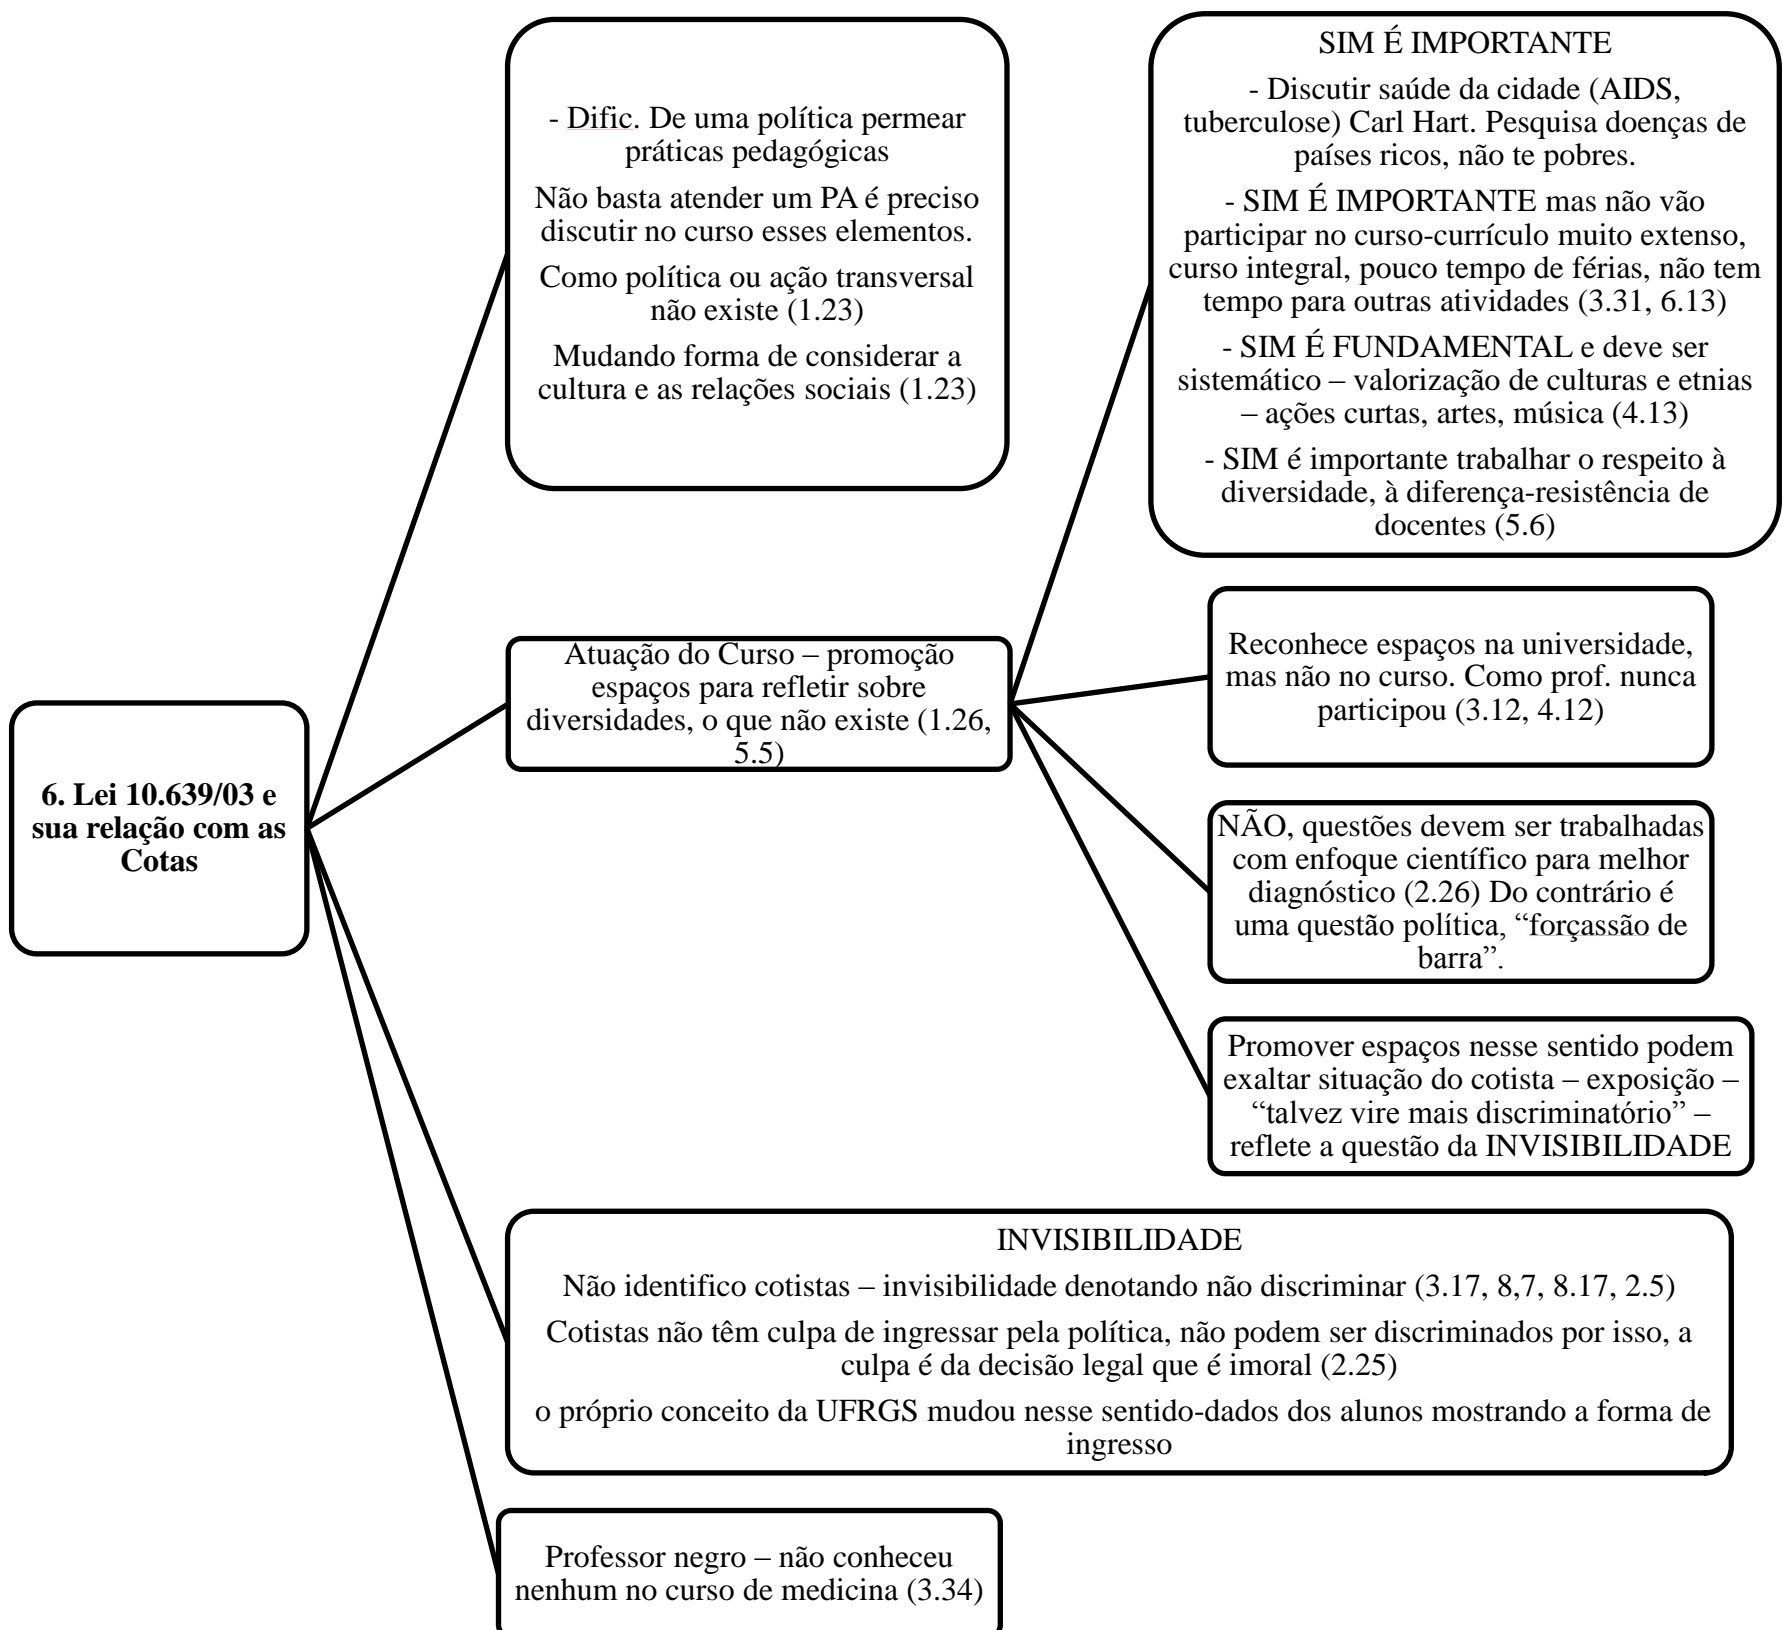 6. Lei 10.639/03 e
sua relação com as
Cotas
- Dific. De uma política permear
práticas pedagógicas
Não basta atender um PA é preciso
discutir no curso esses elementos.
Como política ou ação transversal
não existe (1.23)
Mudando forma de considerar a
cultura e as relações sociais (1.23)
Atuação do Curso – promoção
espaços para refletir sobre
diversidades, o que não existe (1.26,
5.5)
SIM É IMPORTANTE
- Discutir saúde da cidade (AIDS,
tuberculose) Carl Hart. Pesquisa doenças de
países ricos, não te pobres.
- SIM É IMPORTANTE mas não vão
participar no curso-currículo muito extenso,
curso integral, pouco tempo de férias, não tem
tempo para outras atividades (3.31, 6.13)
- SIM É FUNDAMENTAL e deve ser
sistemático – valorização de culturas e etnias
– ações curtas, artes, música (4.13)
- SIM é importante trabalhar o respeito à
diversidade, à diferença-resistência de
docentes (5.6)
Reconhece espaços na universidade,
mas não no curso. Como prof. nunca
participou (3.12, 4.12)
NÃO, questões devem ser trabalhadas
com enfoque científico para melhor
diagnóstico (2.26) Do contrário é
uma questão política, “forçassão de
barra”.
Promover espaços nesse sentido podem
exaltar situação do cotista – exposição –
“talvez vire mais discriminatório” –
reflete a questão da INVISIBILIDADE
INVISIBILIDADE
Não identifico cotistas – invisibilidade denotando não discriminar (3.17, 8,7, 8.17, 2.5)
Cotistas não têm culpa de ingressar pela política, não podem ser discriminados por isso, a
culpa é da decisão legal que é imoral (2.25)
o próprio conceito da UFRGS mudou nesse sentido-dados dos alunos mostrando a forma de
ingresso
Professor negro – não conheceu
nenhum no curso de medicina (3.34)